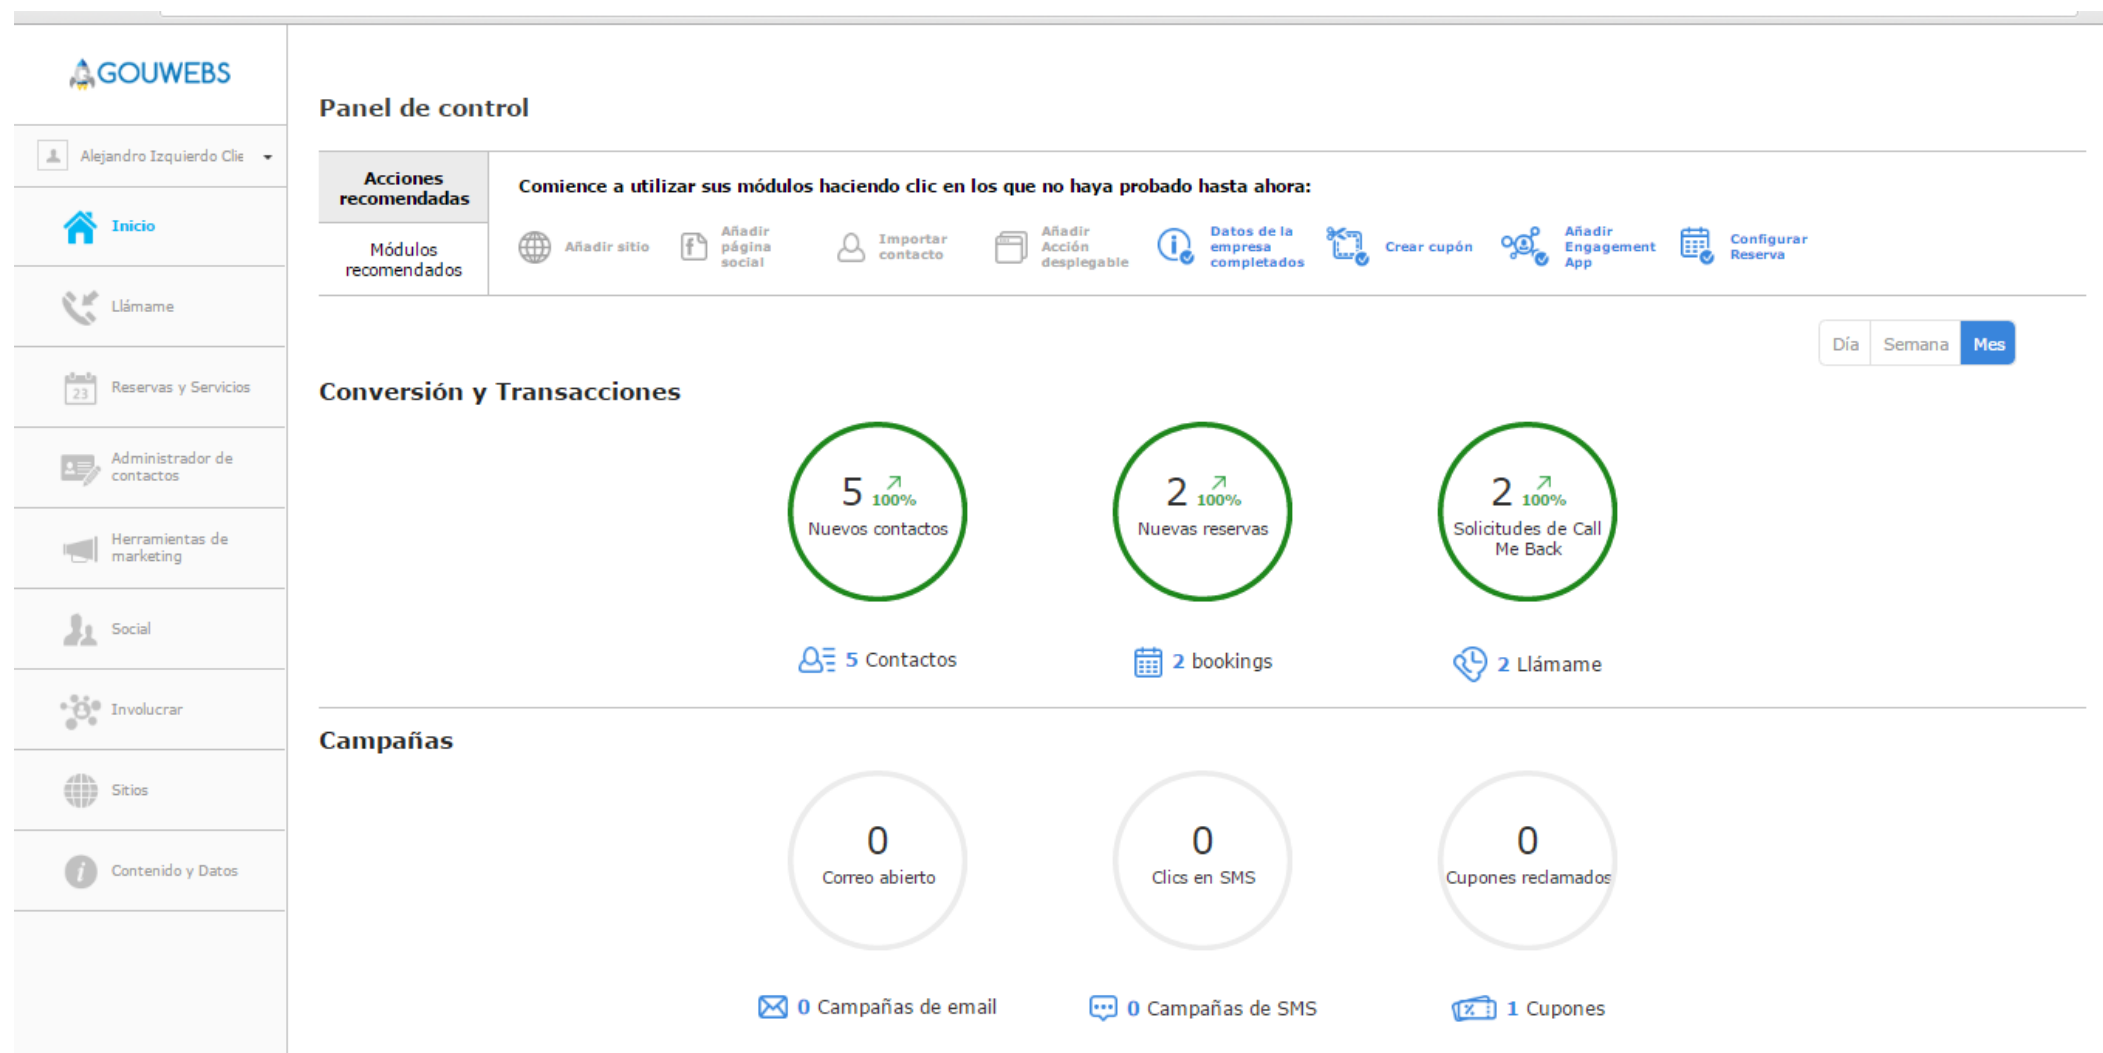 GOUWEBS
Panel de control
Alejandro Izquierdo Clie
Acciones
recomendadas
Comience a utilizar sus módulos haciendo clic en los que no haya probado hasta ahora:
Módulos
recomendados
Añadir sitio
Añadir
página
social
Importar
contacto
Añadir
Acción
desplegable
Datos de la
empresa
completados
Crear cupón
Añadir
Engagement
App
Configurar
Reserva
Inicio
Llámame
23
Reservas y Servicios
Administrador de
contactos
Herramientas de
marketing
Social
Involucrar
Sitios
Contenido y Datos
Día Semana Mes
Conversión y Transacciones
5 100%
Nuevos contactos
2 100%
Nuevas reservas
2 100%
Solicitudes de Call
Me Back
5 Contactos
2 bookings
2 Llámame
Campañas
0
Correo abierto
0
Clics en SMS
0
Cupones reclamados
0 Campañas de email
0 Campañas de SMS
1 Cupones